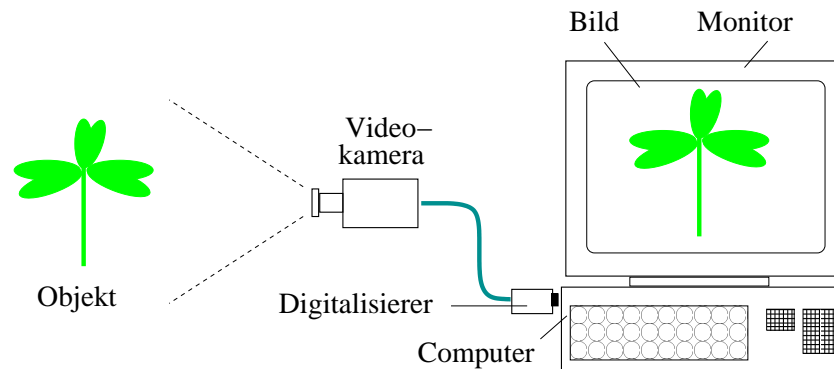 Bild
Monitor
Video–
kamera
Objekt
Digitalisierer
Computer